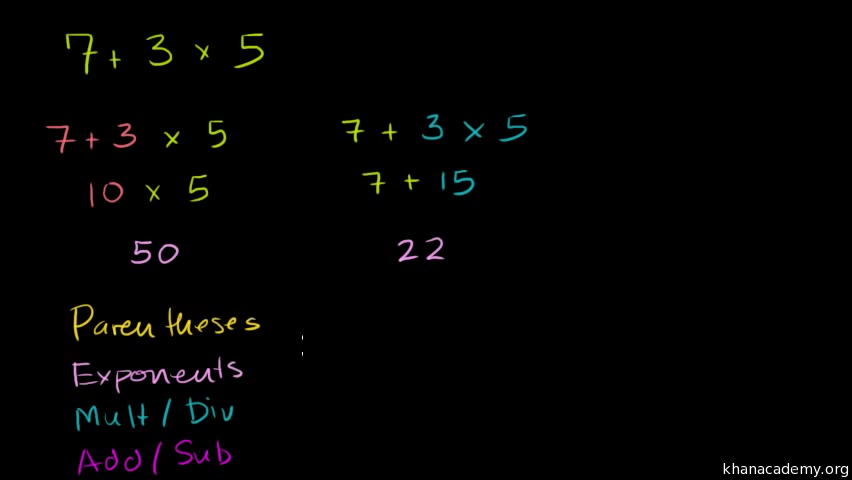 7 + 3 × 5
7 + 3 × 5
10 × 5
50
7 + 3 × 5
7 + 15
22
Parentheses
Exponents
Mult / Div
Add / Sub
khanacademy.org